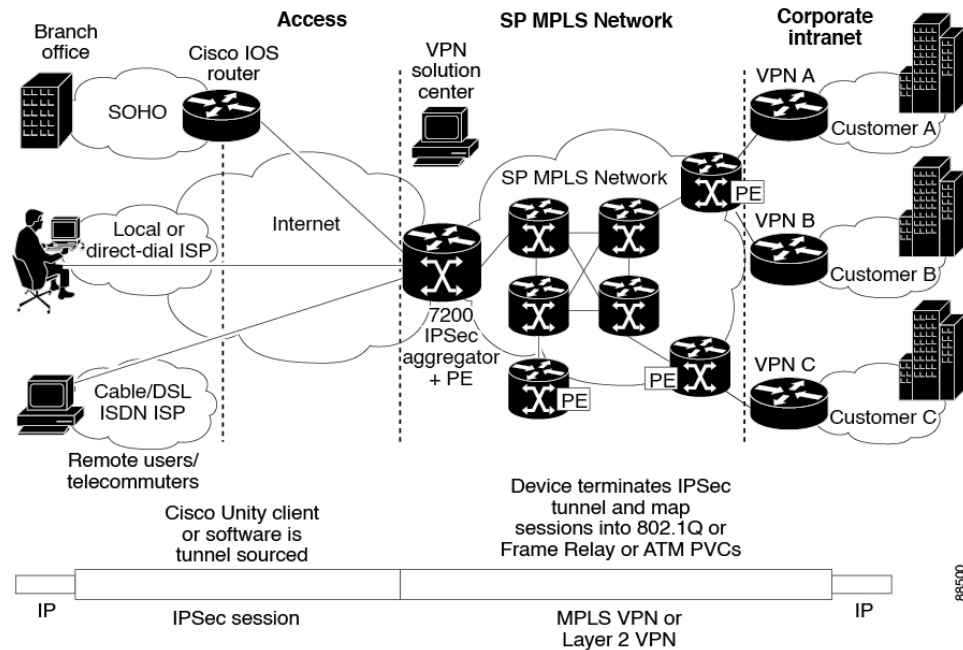 Branch
office
Access
SP MPLS Network
Corporate
intranet
Cisco IOS
router
VPN
solution
center
SOHO
VPN A
Customer A
SP MPLS Network
PE
Internet
Local or
direct-dial ISP
VPN B
Customer B
7200
IPSec
aggregator
+ PE
PE
PE
VPN C
Customer C
Cable/DSL
ISDN ISP
Remote users/
telecommuters
Cisco Unity client
or software is
tunnel sourced
Device terminates IPSec
tunnel and map
sessions into 802.1Q or
Frame Relay or ATM PVCs
IP
IPSec session
MPLS VPN or
Layer 2 VPN
IP
88500